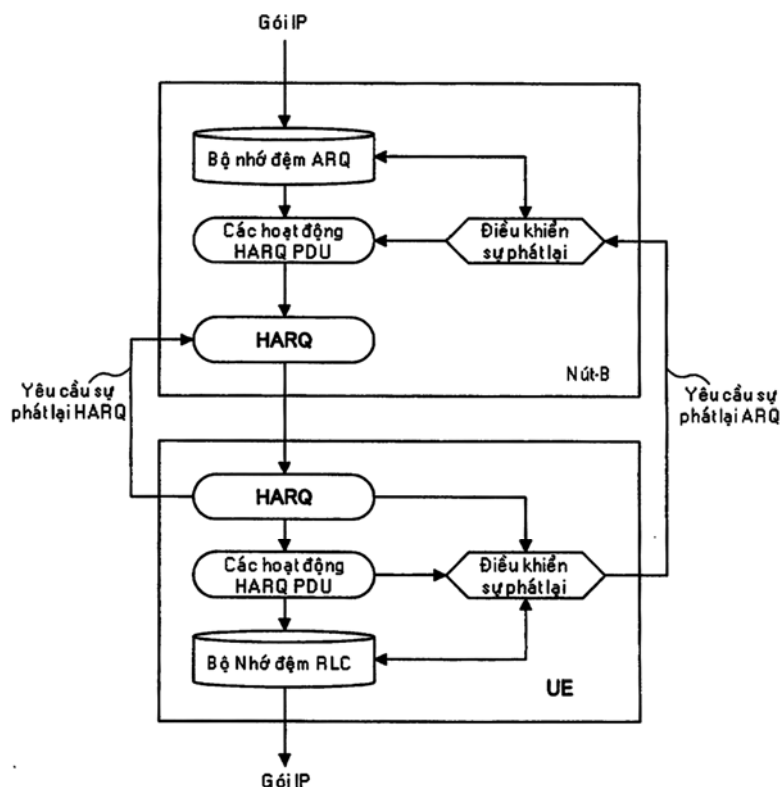 Gói IP
Bộ nhớ đệm ARQ
Các hoạt động
HARQ PDU
Điều khiển
sự phát lại
HARQ
Nút-B
Yêu cầu sự
phát lại HARQ
Yêu cầu sự
phát lại ARQ
HARQ
Các hoạt động
HARQ PDU
Điều khiển
sự phát lại
Bộ Nhớ đệm RLC
UE
Gói IP